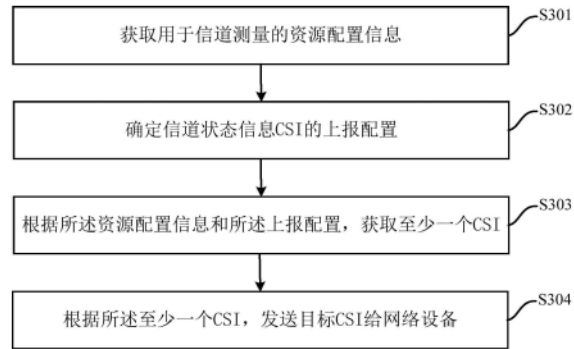 S301
获取用于信道测量的资源配置信息
S302
确定信道状态信息CSI的上报配置
S303
根据所述资源配置信息和所述上报配置，获取至少一个CSI
S304
根据所述至少一个CSI，发送目标CSI给网络设备